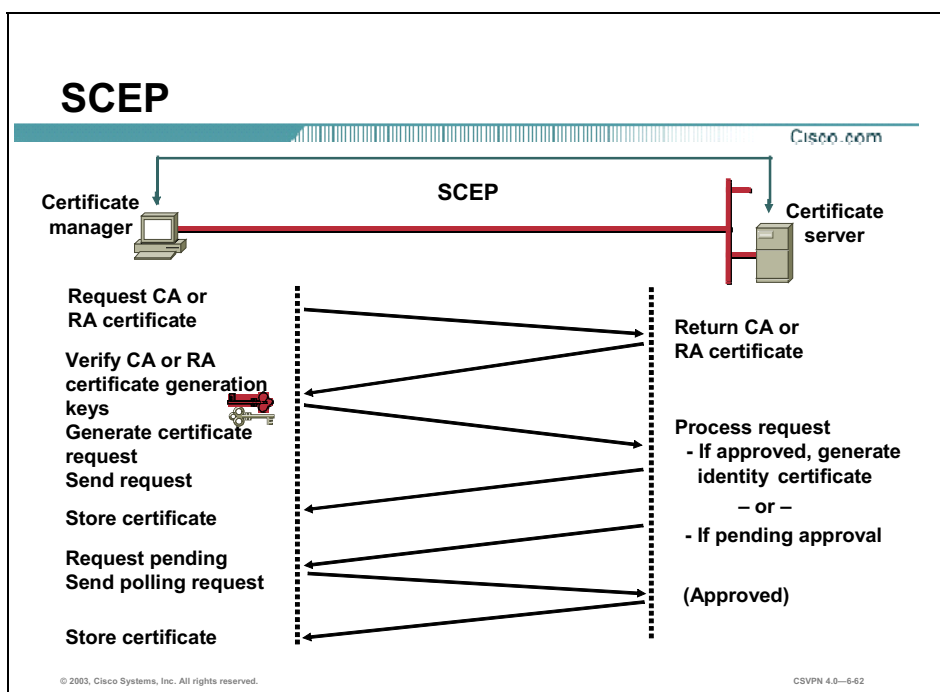 SCEP
Cisco.com
SCEP
Certificate
manager
Certificate
server
Request CA or
RA certificate
Return CA or
RA certificate
Verify CA or RA
certificate generation
keys
Generate certificate
request
Send request
Process request
- If approved, generate
identity certificate
– or –
- If pending approval
Store certificate
Request pending
Send polling request
(Approved)
Store certificate
© 2003, Cisco Systems, Inc. All rights reserved.
CSVPN 4.0—6-62